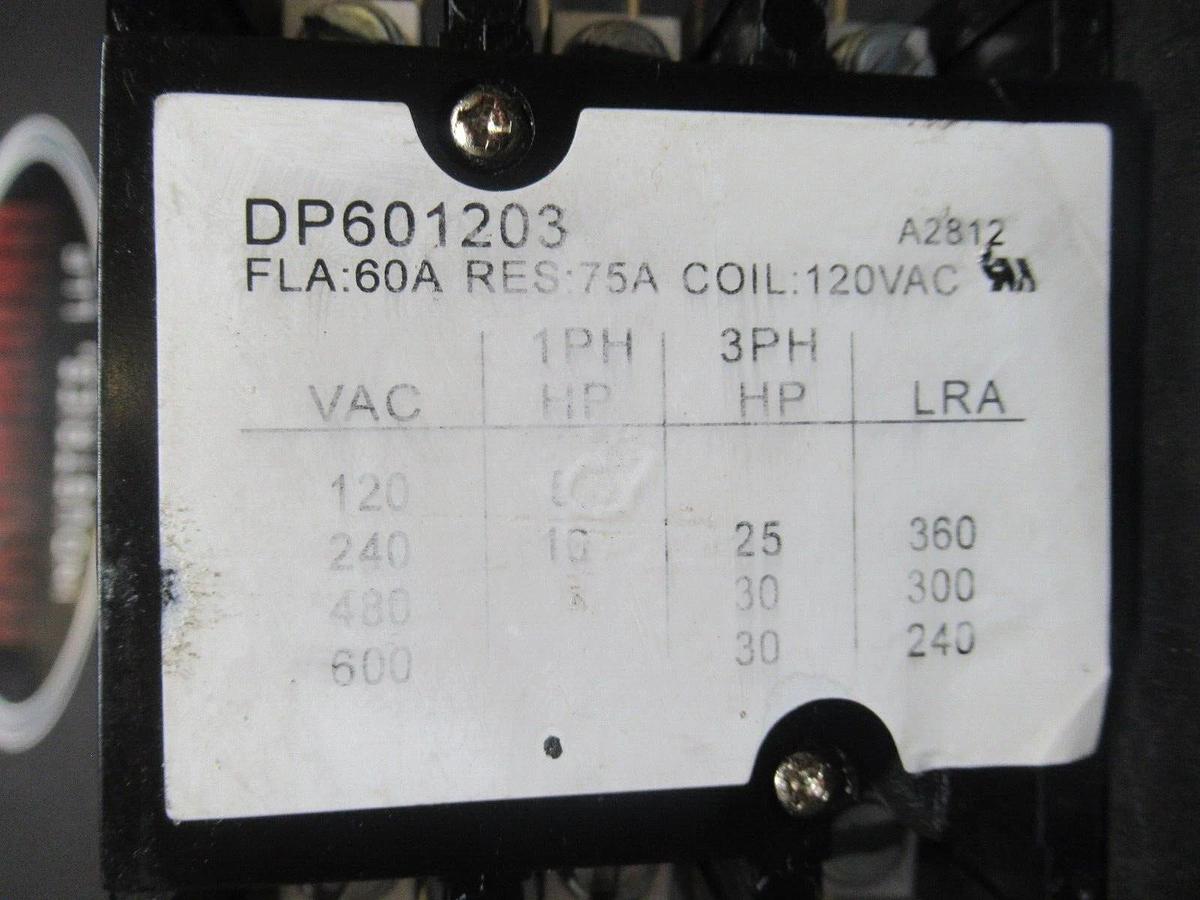 DP601203 A2812
FLA:60A RES:75A COIL:120VAC
1PH 3PH
VAC HP HP LRA
120
240 10 25 360
480 30 300
600 30 240